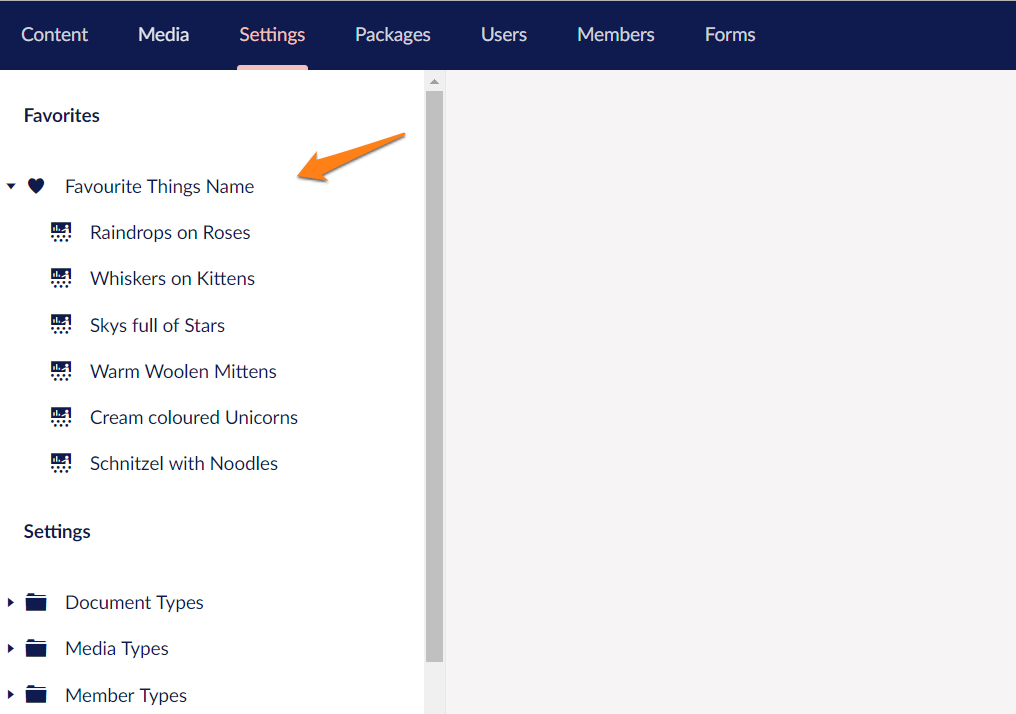 Content Media Settings Packages Users Members Forms
Favorites
Favourite Things Name
Raindrops on Roses
Whiskers on Kittens
Skys full of Stars
Warm Woolen Mittens
Cream coloured Unicorns
Schnitzel with Noodles
Settings
Document Types
Media Types
Member Types